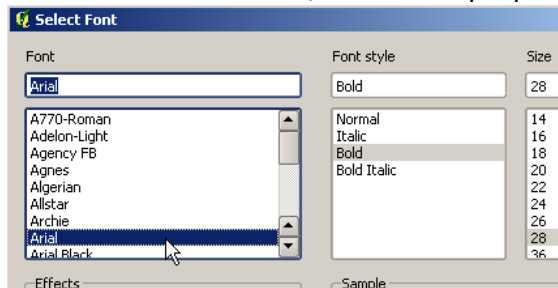 Select Font
Font Font style Size
Arial Bold 28
A770-Roman Normal 14
Adelon-Light Italic 16
Agency FB Bold 18
Agnes Bold Italic 20
Algerian 22
Allstar 24
Archie 26
Arial 28
Arial Black 36
Effects Sample